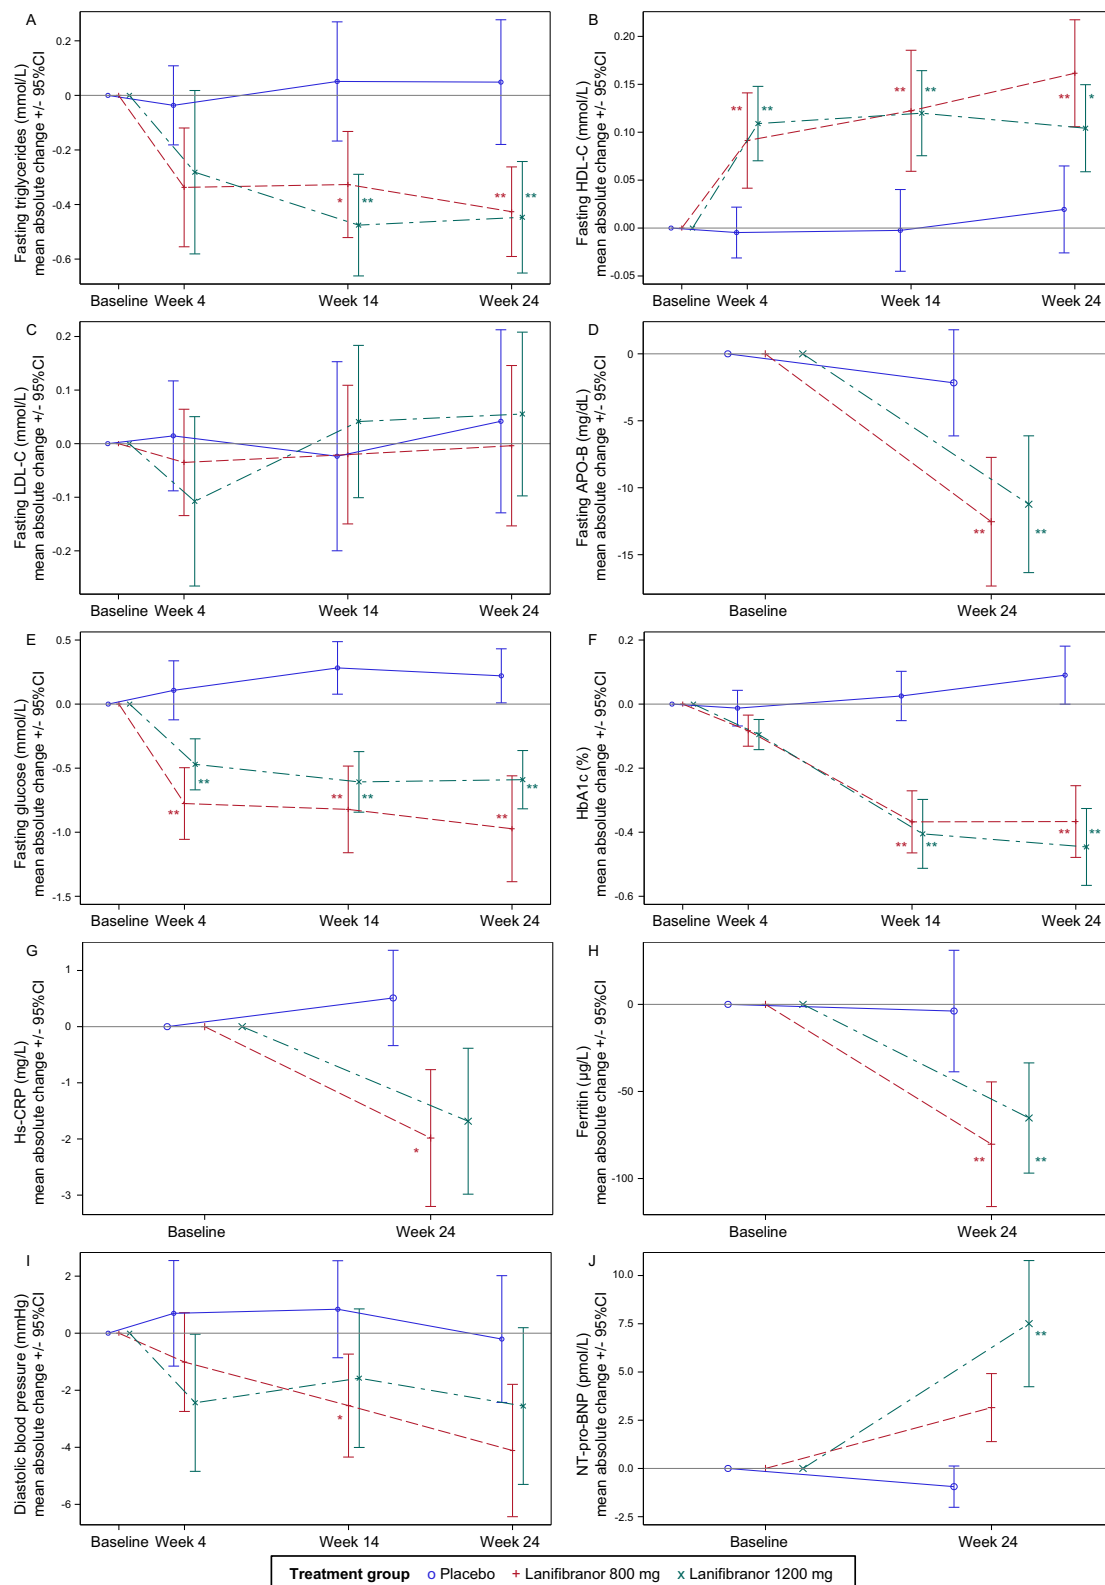 A
Fasting triglycerides (mmol/L)
mean absolute change +/- 95%CI
0.2
0
-0.2
-0.4
-0.6
* ** ** **
Baseline Week 4 Week 14 Week 24
B
Fasting HDL-C (mmol/L)
mean absolute change +/- 95%CI
0.20
0.15
0.10
0.05
0.00
-0.05
** ** ** ** ** *
Baseline Week 4 Week 14 Week 24
C
Fasting LDL-C (mmol/L)
mean absolute change +/- 95%CI
0.2
0.1
0.0
-0.1
-0.2
Baseline Week 4 Week 14 Week 24
D
Fasting APO-B (mg/dL)
mean absolute change +/- 95%CI
0
-5
-10
-15
** **
Baseline Week 24
E
Fasting glucose (mmol/L)
mean absolute change +/- 95%CI
0.5
0.0
-0.5
-1.0
-1.5
** ** ** ** ** **
Baseline Week 4 Week 14 Week 24
F
HbA1c (%)
mean absolute change +/- 95%CI
0.2
0.0
-0.2
-0.4
-0.6
** ** ** **
Baseline Week 4 Week 14 Week 24
G
Hs-CRP (mg/L)
mean absolute change +/- 95%CI
1
0
-1
-2
-3
*
Baseline Week 24
H
Ferritin (µg/L)
mean absolute change +/- 95%CI
0
-50
-100
** **
Baseline Week 24
I
Diastolic blood pressure (mmHg)
mean absolute change +/- 95%CI
2
0
-2
-4
-6
*
Baseline Week 4 Week 14 Week 24
J
NT-pro-BNP (pmol/L)
mean absolute change +/- 95%CI
10.0
7.5
5.0
2.5
0.0
-2.5
**
Baseline Week 24
Treatment group o Placebo + Lanifibranor 800 mg x Lanifibranor 1200 mg